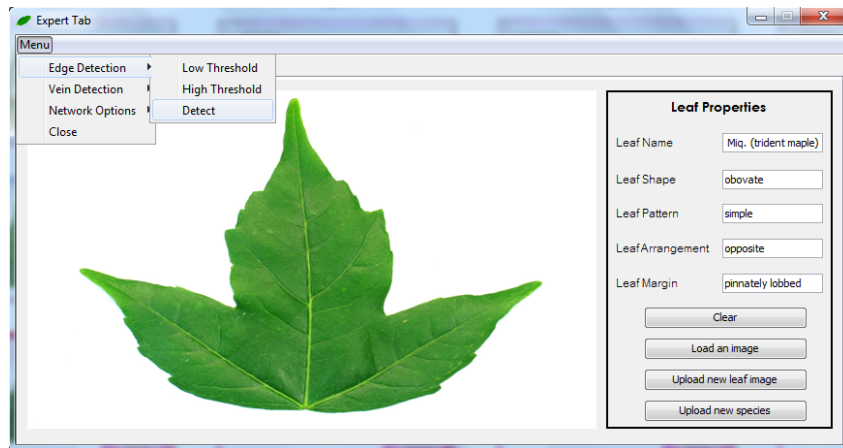 Expert Tab
Menu
Edge Detection
Vein Detection
Network Options
Close
Low Threshold
High Threshold
Detect
Leaf Properties
Leaf Name Miq. (trident maple)
Leaf Shape obovate
Leaf Pattern simple
Leaf Arrangement opposite
Leaf Margin pinnately lobbed
Clear
Load an image
Upload new leaf image
Upload new species